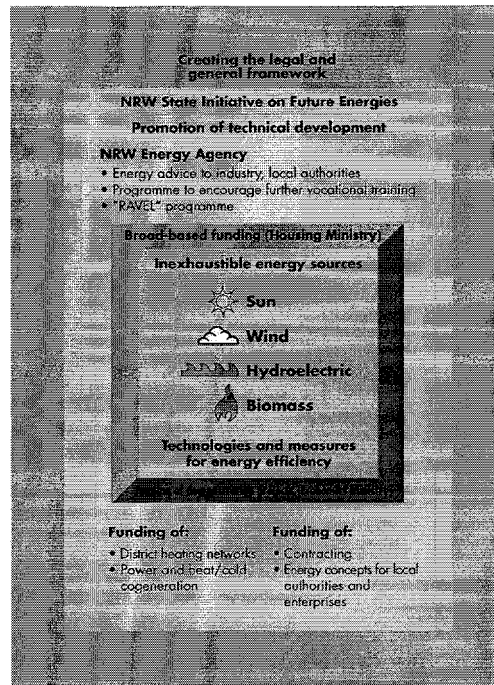 Creating the legal and
general framework
NRW State Initiative on Future Energies
Promotion of technical development
NRW Energy Agency
• Energy advice to industry, local authorities
• Programme to encourage further vocational training
• "RAVEL" programme
Broad-based funding (Housing Ministry)
Inexhaustible energy sources
Sun
Wind
Hydroelectric
Biomass
Technologies and measures
for energy efficiency
Funding of:
• District heating networks
• Power and heat/cold
cogeneration
Funding of:
• Contracting
• Energy concepts for local
authorities and
enterprises